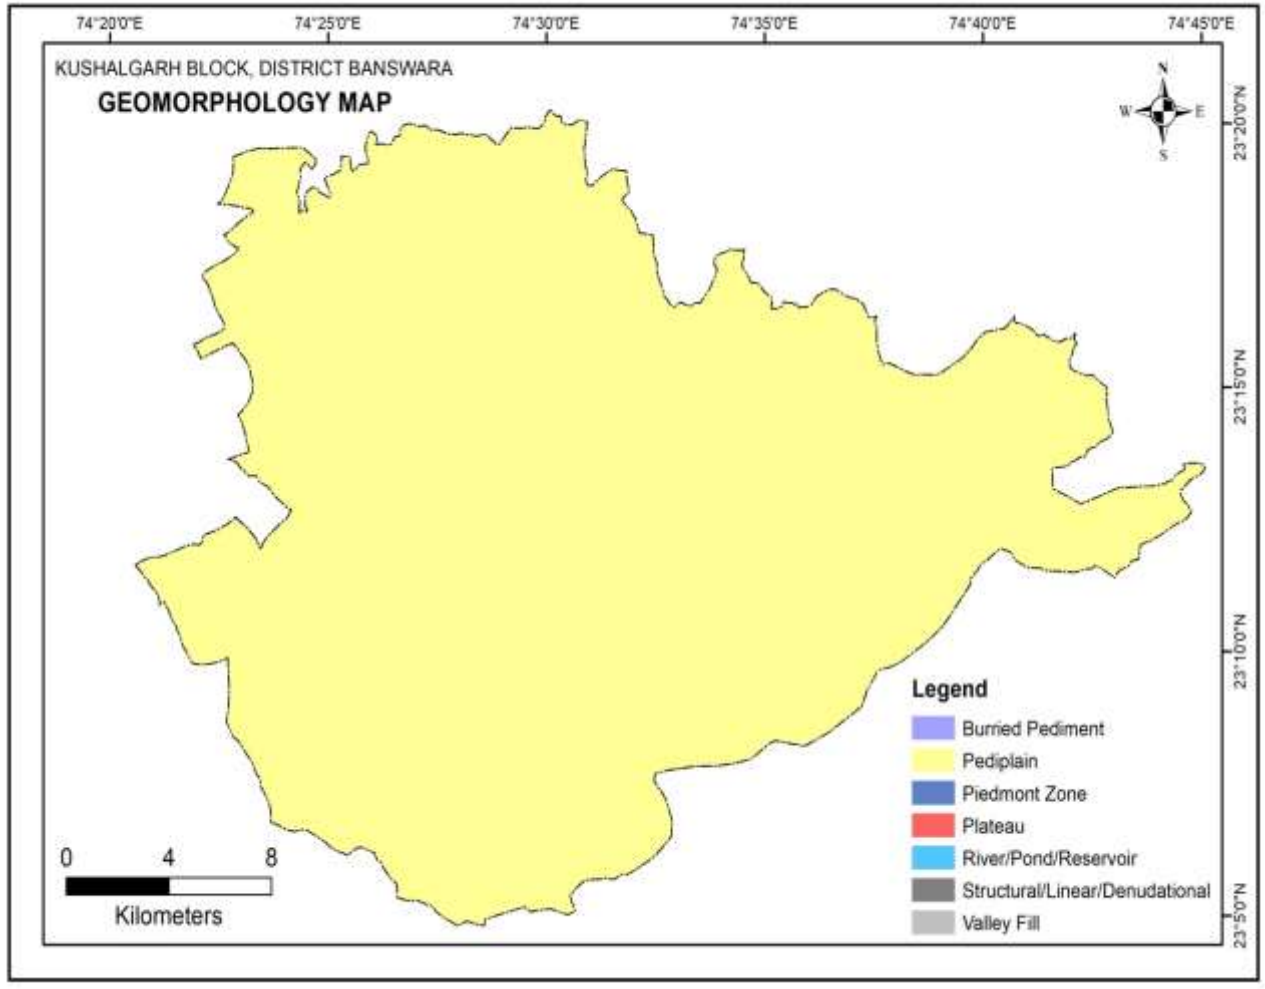 74°20'0"E 74°25'0"E 74°30'0"E 74°35'0"E 74°40'0"E 74°45'0"E
KUSHALGARH BLOCK, DISTRICT BANSWARA
GEOMORPHOLOGY MAP
N
W E
S
23°20'0"N
23°15'0"N
23°10'0"N
23°5'0"N
Legend
Burried Pediment
Pediplain
Piedmont Zone
Plateau
River/Pond/Reservoir
Structural/Linear/Denudational
Valley Fill
0 4 8
Kilometers